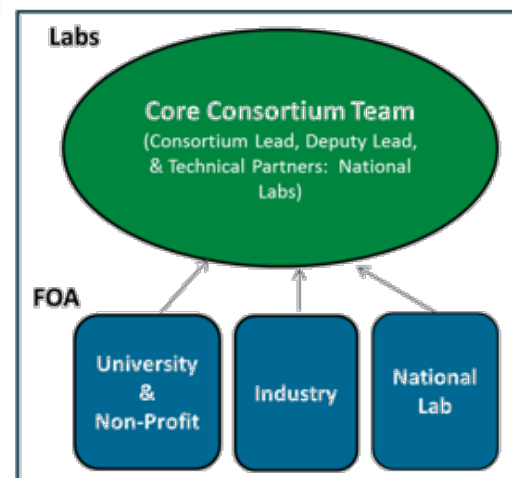 Labs
Core Consortium Team
(Consortium Lead, Deputy Lead,
& Technical Partners: National
Labs)
FOA
University
&
Non-Profit
Industry
National
Lab